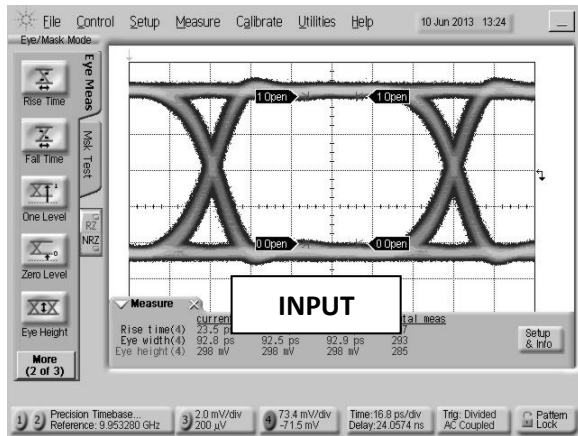 File Control Setup Measure Calibrate Utilities Help 10 Jun 2013 13:24
Eye/Mask Mode
Rise Time
Fall Time
One Level
Zero Level
Eye Height
More
(2 of 3)
Eye Meas
Msk Test
RZ
NRZ
1 Open 1 Open
0 Open 0 Open
INPUT
Measure
current tal meas
Rise time(4) 23.5 ps
Eye width(4) 92.8 ps 92.5 ps 92.9 ps 293
Eye height(4) 298 mV 298 mV 298 mV 285
Setup
& Info
1 2 Precision Timebase...
Reference: 9.953280 GHz
3 2.0 mV/div
200 µV
4 73.4 mV/div
-71.5 mV
Time:16.8 ps/div
Delay:24.0574 ns
Trig: Divided
AC Coupled
Pattern
Lock